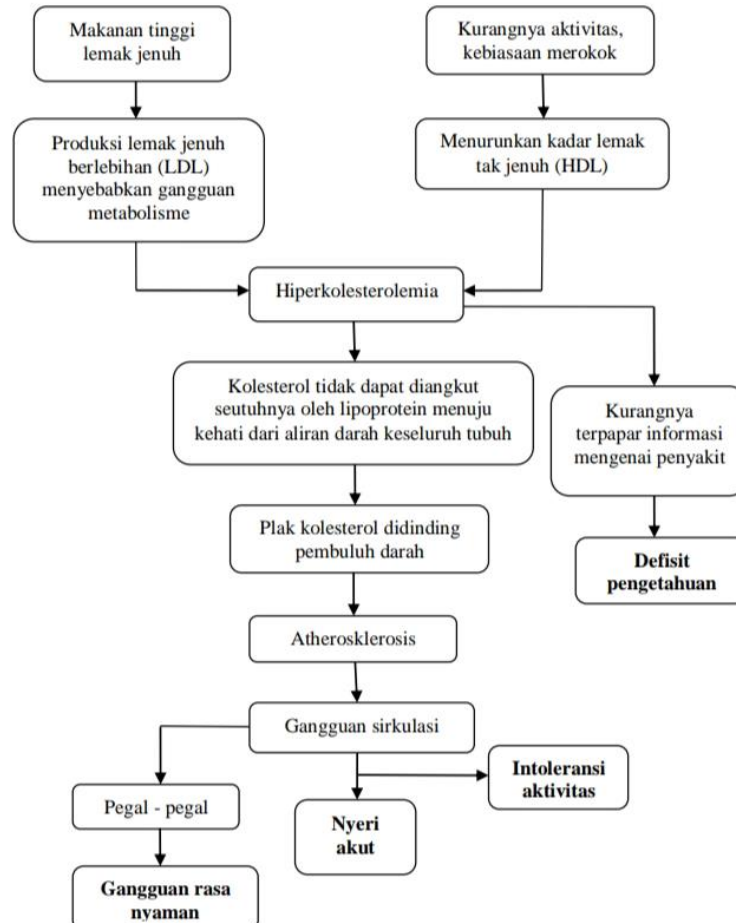 Makanan tinggi
lemak jenuh
Kurangnya aktivitas,
kebiasaan merokok
Produksi lemak jenuh
berlebihan (LDL)
menyebabkan gangguan
metabolisme
Menurunkan kadar lemak
tak jenuh (HDL)
Hiperkolesterolemia
Kolesterol tidak dapat diangkut
seutuhnya oleh lipoprotein menuju
kehati dari aliran darah keseluruh tubuh
Kurangnya
terpapar informasi
mengenai penyakit
Plak kolesterol didinding
pembuluh darah
Defisit
pengetahuan
Atherosklerosis
Gangguan sirkulasi
Intoleransi
aktivitas
Pegal - pegal
Nyeri
akut
Gangguan rasa
nyaman